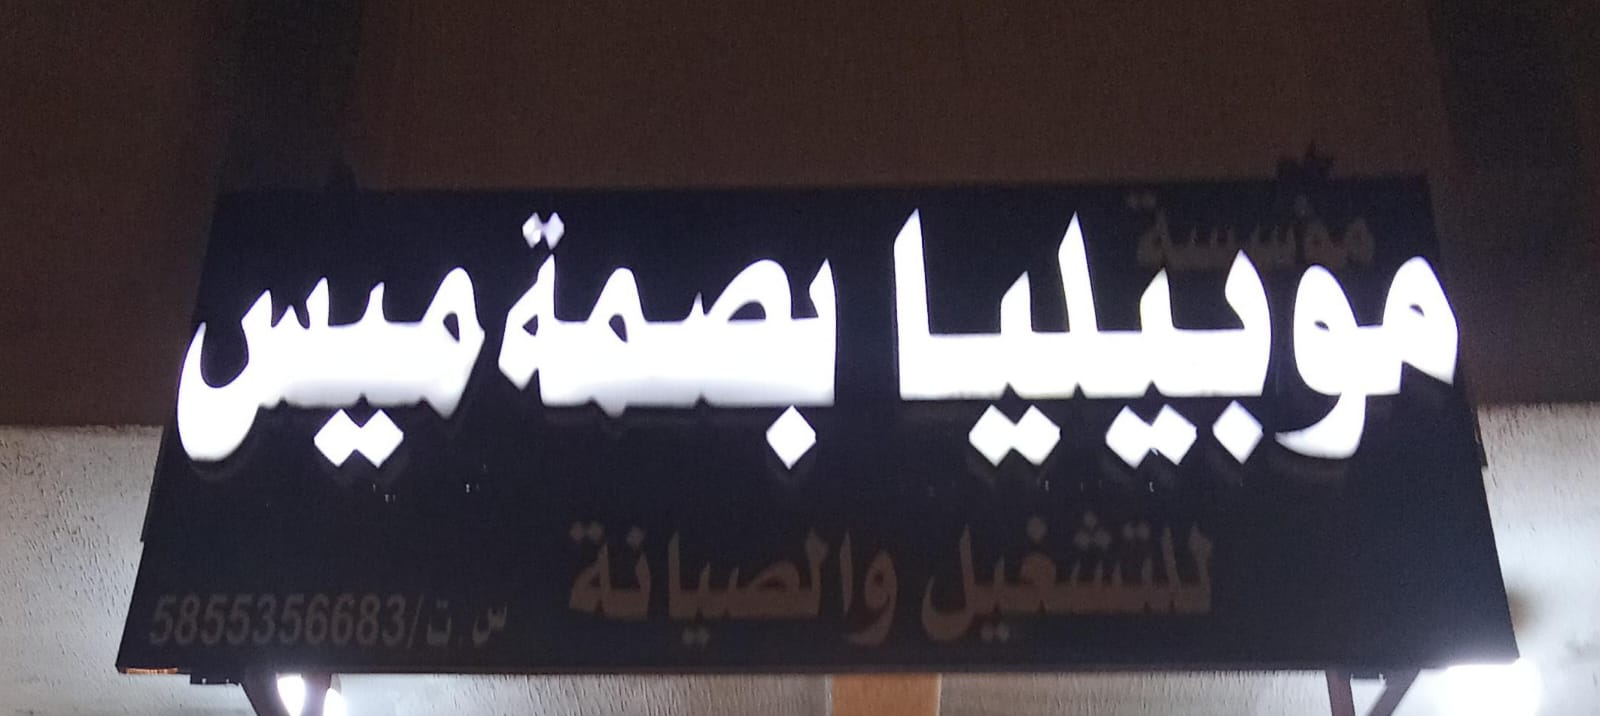 مؤسسة
موبيليا بصمة ميس
للتشغيل والصيانة
س.ت/5855356683